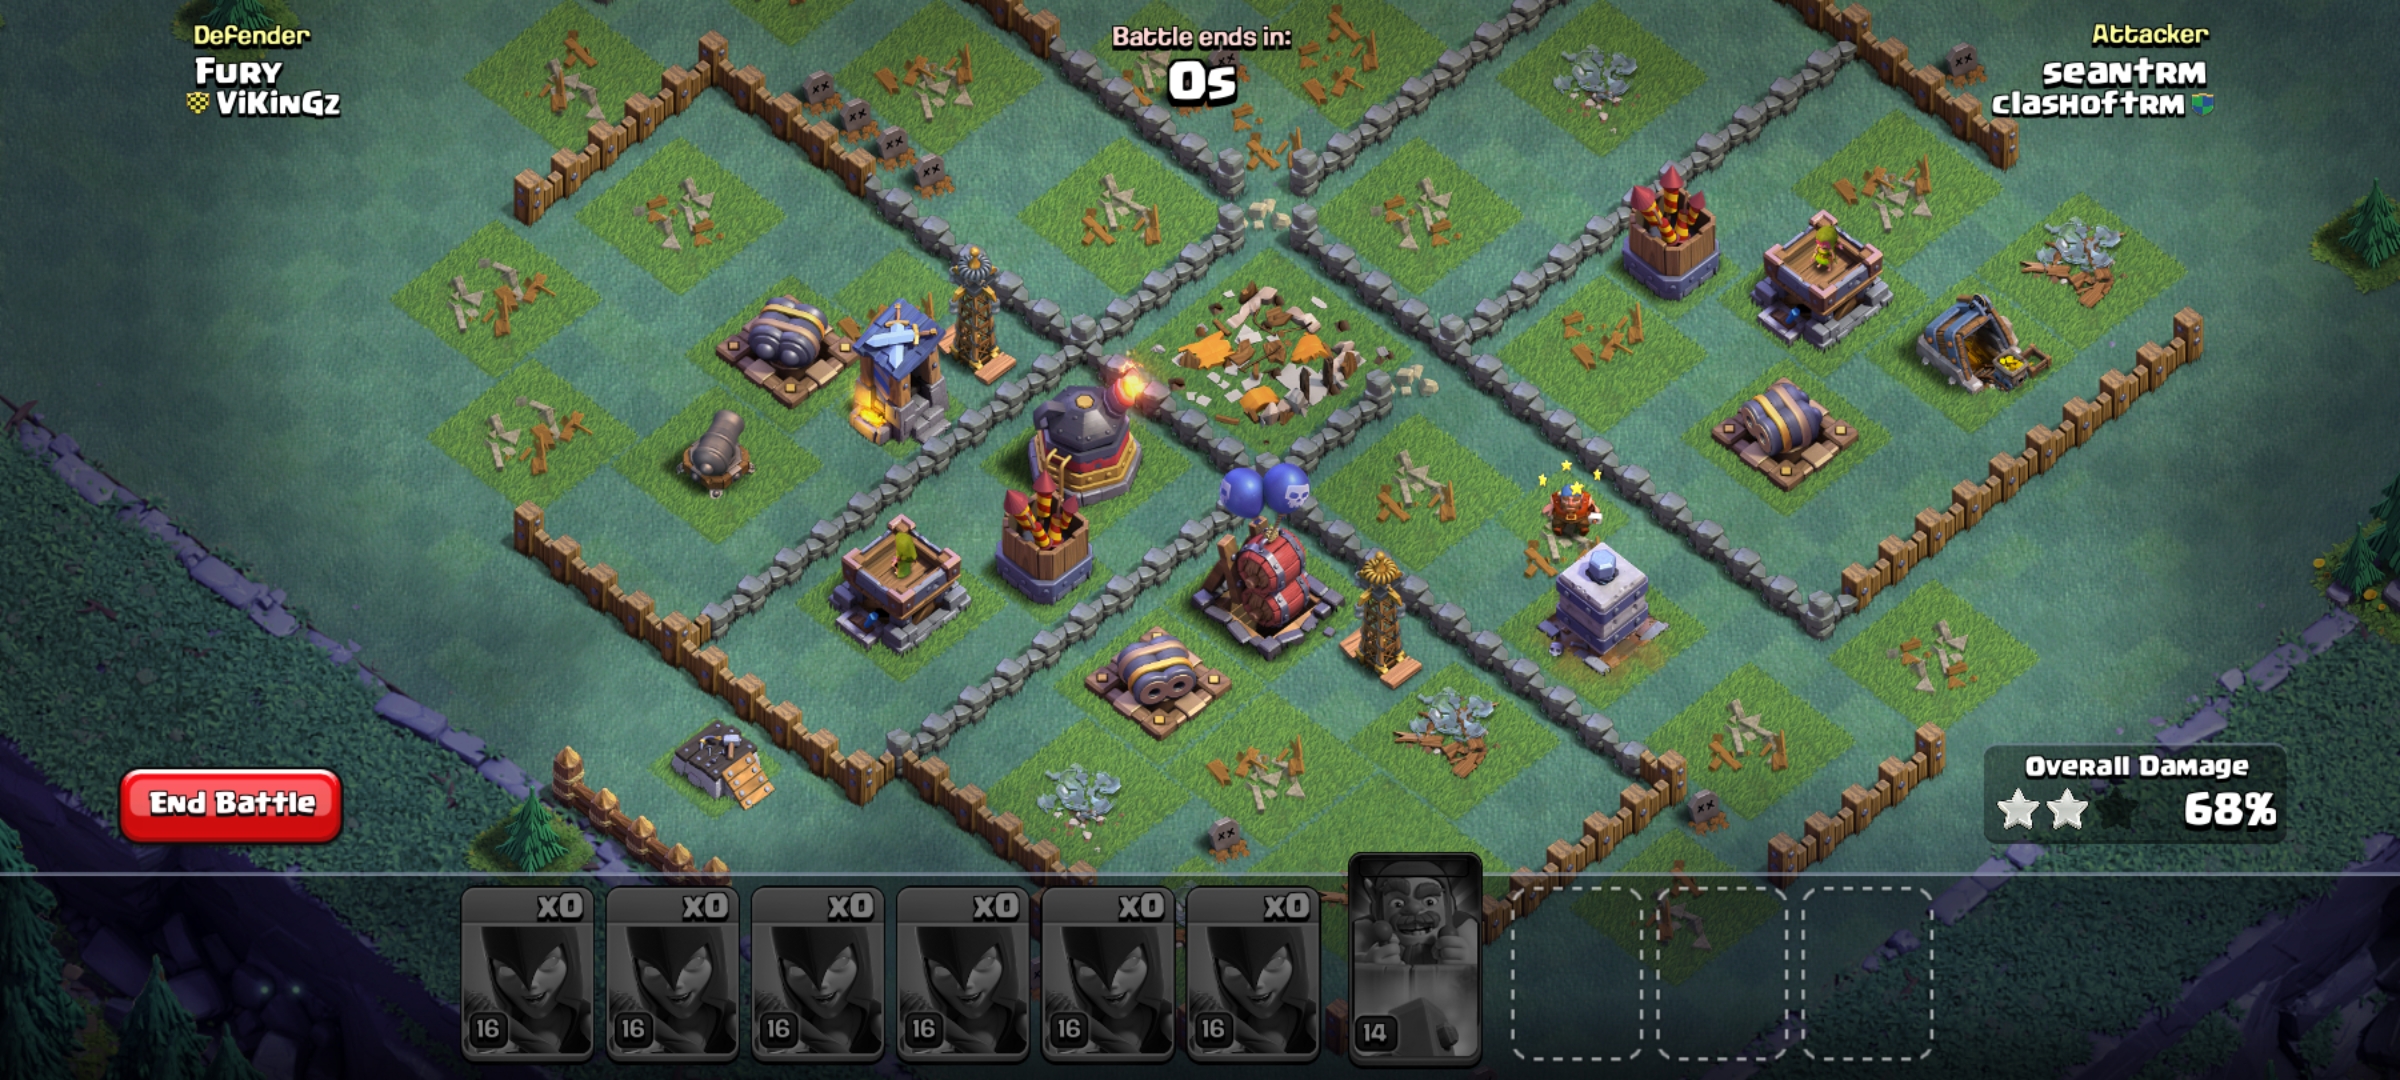 Defender
Fury
ViKinGz
Battle ends in:
0s
Attacker
seantRM
clashoftRM
End Battle
Overall Damage
68%
x0
x0
x0
x0
x0
x0
16
16
16
16
16
16
14